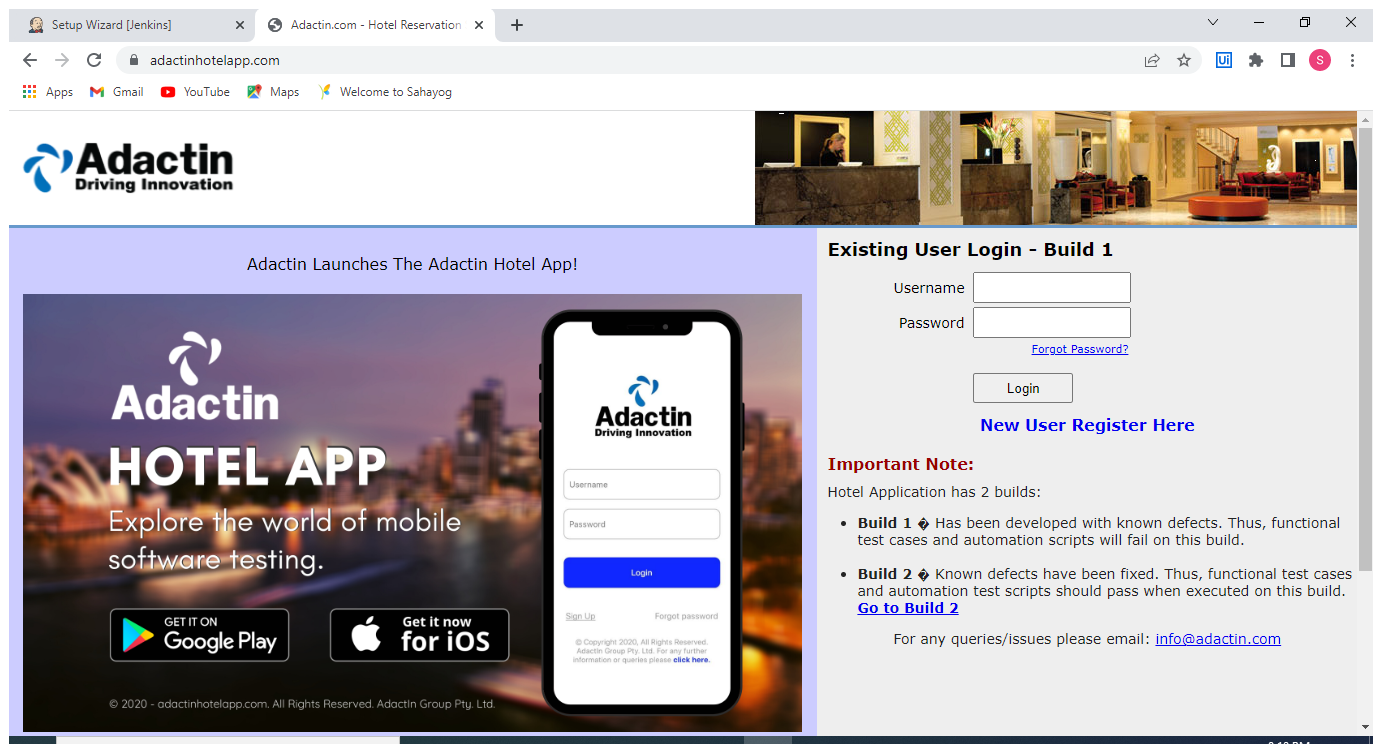 Setup Wizard [Jenkins]
Adactin.com - Hotel Reservation
adactinhotelapp.com
Ui
S
Apps
Gmail
YouTube
Maps
Welcome to Sahayog
Adactin
Driving Innovation
Adactin Launches The Adactin Hotel App!
Adactin
HOTEL APP
Explore the world of mobile
software testing.
GET IT ON
Google Play
Get it now
for iOS
© 2020 - adactinhotelapp.com. All Rights Reserved. AdactIn Group Pty. Ltd.
Adactin
Driving Innovation
Username
Password
Login
Sign Up
Forgot password
© Copyright 2020, All Rights Reserved.
Adactin Group Pty. Ltd. For any further
information or queries please click here.
Existing User Login - Build 1
Username
Password
Forgot Password?
Login
New User Register Here
Important Note:
Hotel Application has 2 builds:
• Build 1 � Has been developed with known defects. Thus, functional
test cases and automation scripts will fail on this build.
• Build 2 � Known defects have been fixed. Thus, functional test cases
and automation test scripts should pass when executed on this build.
Go to Build 2
For any queries/issues please email: info@adactin.com